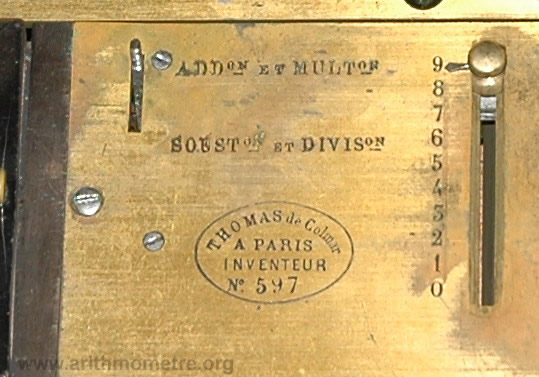 ADDON ET MULTON
SOUSTON ET DIVISON
9
8
7
6
5
4
3
2
1
0
THOMAS de Colmar
A PARIS
INVENTEUR
No 597
www.arithmometre.org